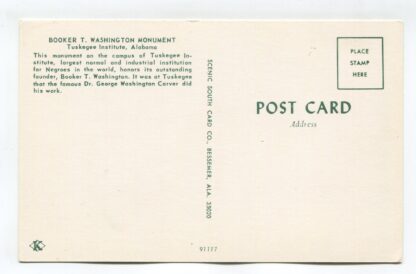 BOOKER T. WASHINGTON MONUMENT
Tuskegee Institute, Alabama
This monument on the campus of Tuskegee In-
stitute, largest normal and industrial institution
for Negroes in the world, honors its outstanding
founder, Booker T. Washington. It was at Tuskegee
that the famous Dr. George Washington Carver did
his work.
SCENIC SOUTH CARD CO., BESSEMER, ALA. 35020
PLACE
STAMP
HERE
POST CARD
Address
K
91777